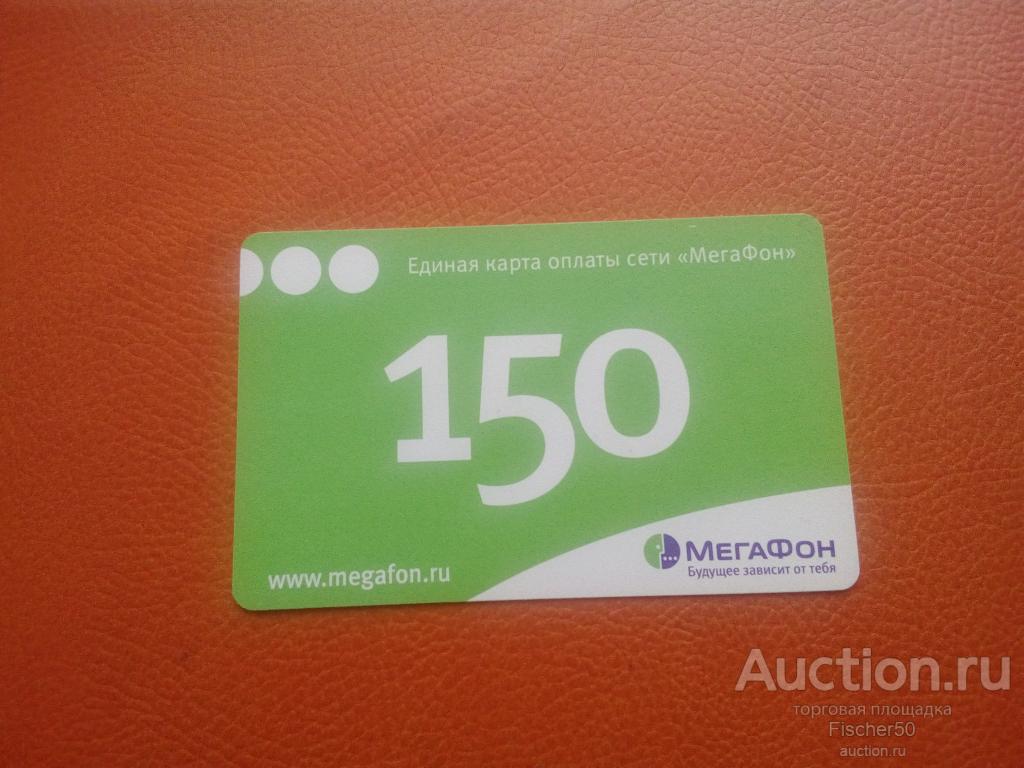 Единая карта оплаты сети «МегаФон»
150
www.megafon.ru
МЕГАФОН
Будущее зависит от тебя
Auction.ru
торговая площадка
Fischer50
auction.ru